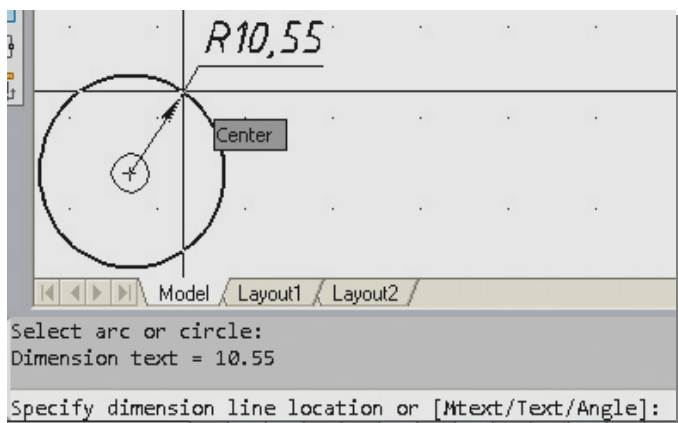 R10,55
Center
Model Layout1 Layout2
Select arc or circle:
Dimension text = 10.55
Specify dimension line location or [Mtext/Text/Angle]: